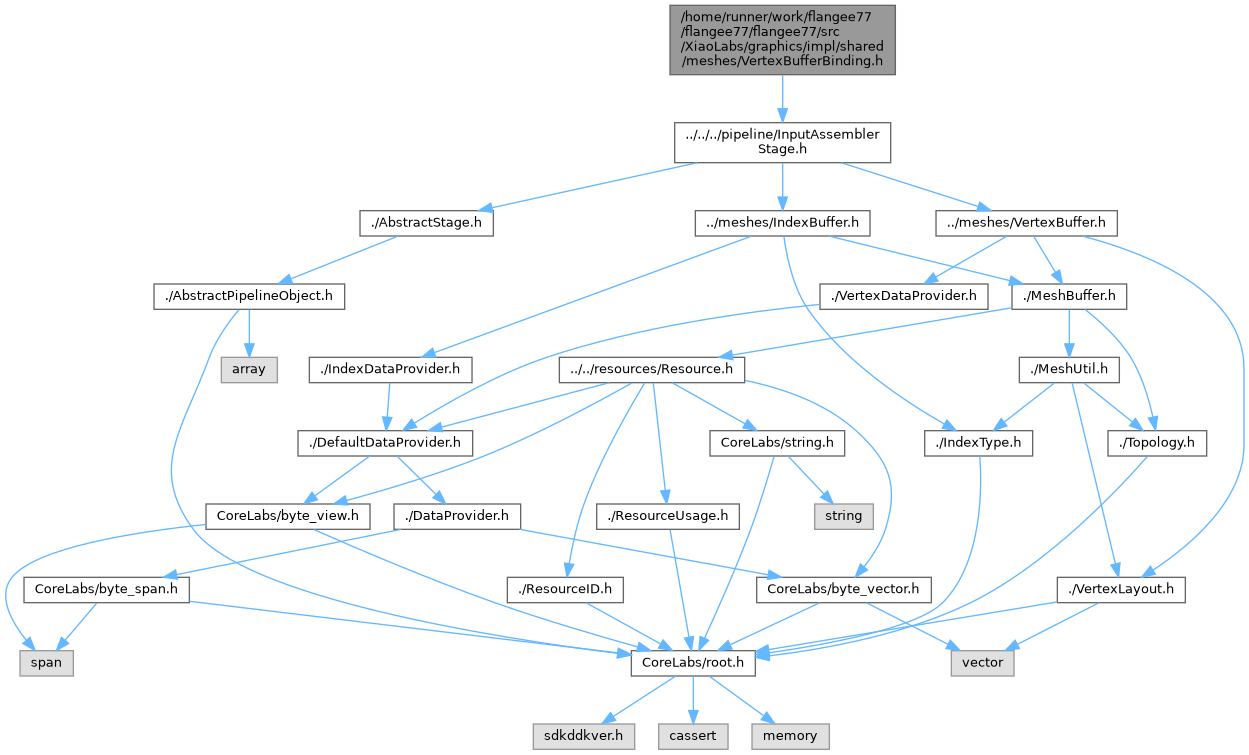 /home/runner/work/flangee77
/flangee77/flangee77/src
/XiaoLabs/graphics/impl/shared
/meshes/VertexBufferBinding.h
../../../pipeline/InputAssembler
Stage.h
./AbstractStage.h
../meshes/IndexBuffer.h
../meshes/VertexBuffer.h
./AbstractPipelineObject.h
./VertexDataProvider.h
./MeshBuffer.h
array
./IndexDataProvider.h
../../resources/Resource.h
./MeshUtil.h
./DefaultDataProvider.h
CoreLabs/string.h
./IndexType.h
./Topology.h
CoreLabs/byte_view.h
./DataProvider.h
./ResourceUsage.h
string
CoreLabs/byte_span.h
./ResourceID.h
CoreLabs/byte_vector.h
./VertexLayout.h
span
CoreLabs/root.h
vector
sdkddkver.h
cassert
memory